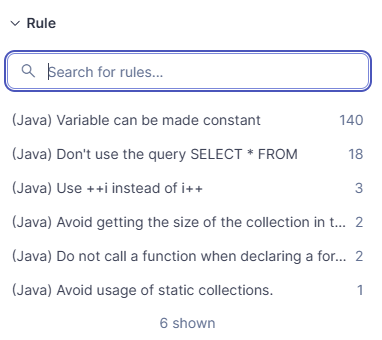 Rule
Search for rules...
(Java) Variable can be made constant 140
(Java) Don't use the query SELECT * FROM 18
(Java) Use ++i instead of i++ 3
(Java) Avoid getting the size of the collection in t... 2
(Java) Do not call a function when declaring a for... 2
(Java) Avoid usage of static collections. 1
6 shown